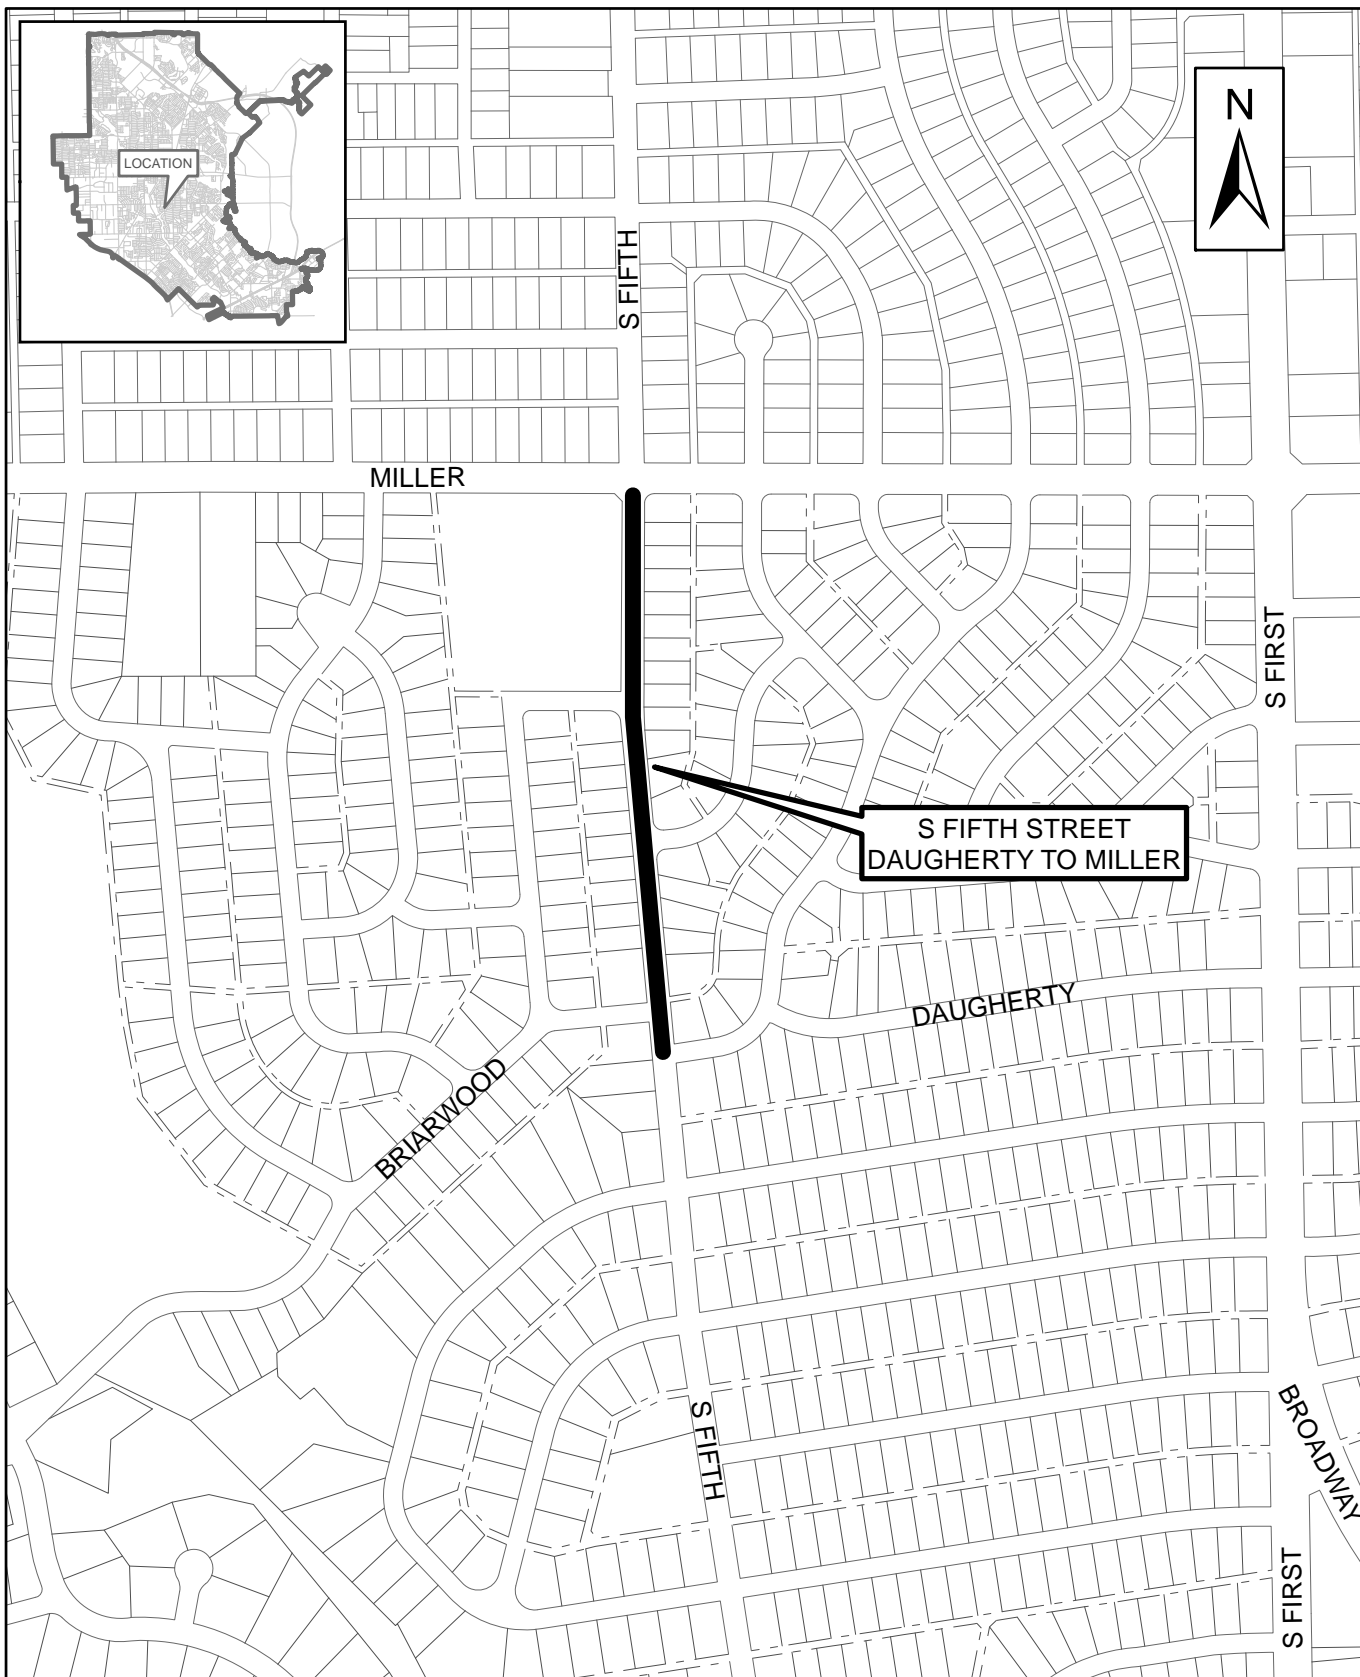 LOCATION
N
S FIFTH
MILLER
S FIRST
S FIFTH STREET
DAUGHERTY TO MILLER
DAUGHERTY
BRIARWOOD
S FIFTH
BROADWAY
S FIRST